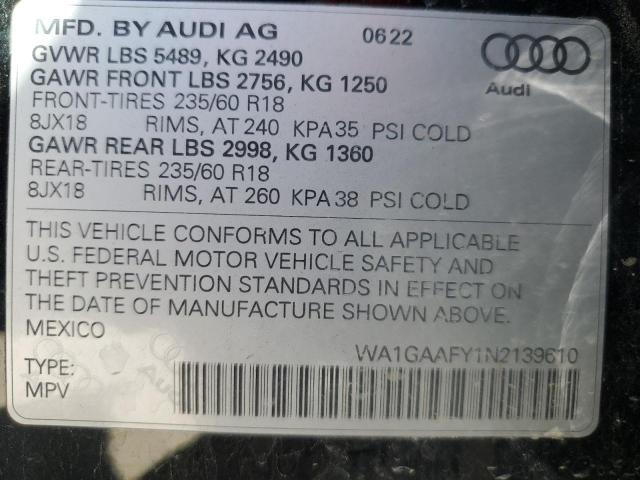 MFD. BY AUDI AG 0622
GVWR LBS 5489, KG 2490
GAWR FRONT LBS 2756, KG 1250
Audi
FRONT-TIRES 235/60 R18
8JX18 RIMS, AT 240 KPA35 PSI COLD
GAWR REAR LBS 2998, KG 1360
REAR-TIRES 235/60 R18
8JX18 RIMS, AT 260 KPA38 PSI COLD
THIS VEHICLE CONFORMS TO ALL APPLICABLE
U.S. FEDERAL MOTOR VEHICLE SAFETY AND
THEFT PREVENTION STANDARDS IN EFFECT ON
THE DATE OF MANUFACTURE SHOWN ABOVE.
MEXICO
WA1GAAFY1N2139610
TYPE:
MPV